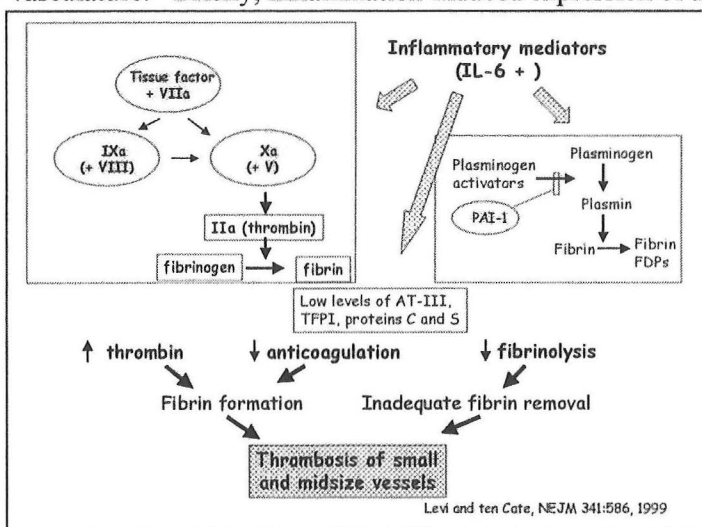 Inflammatory mediators
(IL-6 + )
Tissue factor
+ VIIa
IXa
(+ VIII)
Xa
(+ V)
IIa (thrombin)
fibrinogen
fibrin
Plasminogen
activators
Plasminogen
PAI-1
Plasmin
Fibrin
Fibrin
FDPs
Low levels of AT-III,
TFPI, proteins C and S
thrombin
anticoagulation
fibrinolysis
Fibrin formation
Inadequate fibrin removal
Thrombosis of small
and midsize vessels
Levi and ten Cate, NEJM 341:586, 1999